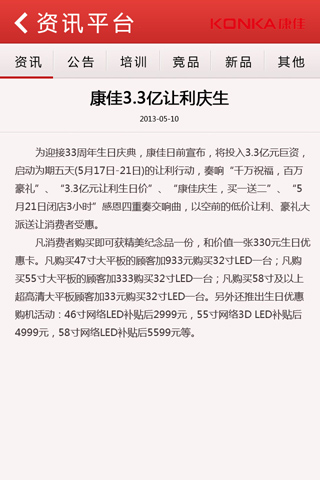 资讯平台
KONKA 康佳
资讯 公告 培训 竞品 新品 其他
康佳3.3亿让利庆生
2013-05-10
为迎接33周年生日庆典，康佳日前宣布，将投入3.3亿元巨资，
启动为期五天(5月17日-21日)的让利行动，奏响“千万祝福，百万
豪礼”、“3.3亿元让利生日价”、“康佳庆生，买一送二”、“5
月21日闭店3小时”感恩四重奏交响曲，以空前的低价让利、豪礼大
派送让消费者受惠。
凡消费者购买即可获精美纪念品一份，和价值一张330元生日优
惠卡。凡购买47寸大平板的顾客加933元购买32寸LED一台；凡购
买55寸大平板的顾客加333购买32寸LED一台；凡购买58寸及以上
超高清大平板顾客加33元购买32寸LED一台。另外还推出生日优惠
购机活动：46寸网络LED补贴后2999元，55寸网络3D LED补贴后
4999元，58寸网络LED补贴后5599元等。